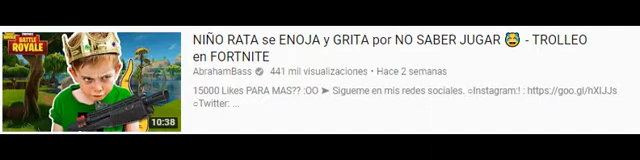 FORTNITE
BATTLE
ROYALE
NIÑO RATA se ENOJA y GRITA por NO SABER JUGAR 😹 - TROLLEO
en FORTNITE
AbrahamBass 441 mil visualizaciones • Hace 2 semanas
15000 Likes PARA MAS?? :OO ➤ Sigueme en mis redes sociales. ○Instagram:! : https://goo.gl/hXIJJs
○Twitter: ...
10:38